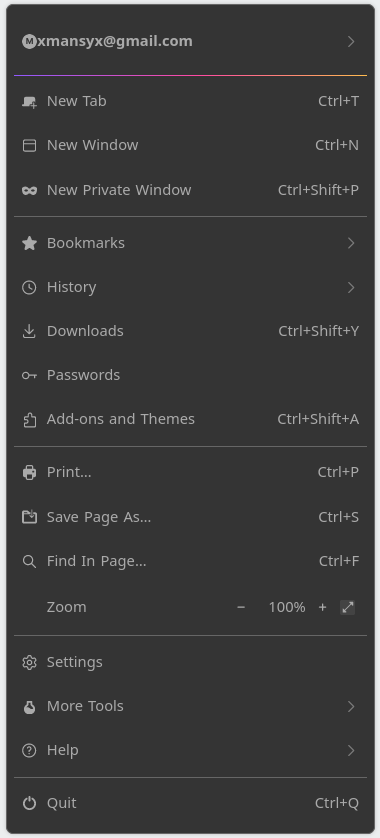 M xmansyx@gmail.com
New Tab Ctrl+T
New Window Ctrl+N
New Private Window Ctrl+Shift+P
Bookmarks
History
Downloads Ctrl+Shift+Y
Passwords
Add-ons and Themes Ctrl+Shift+A
Print... Ctrl+P
Save Page As... Ctrl+S
Find In Page... Ctrl+F
Zoom − 100% +
Settings
More Tools
Help
Quit Ctrl+Q